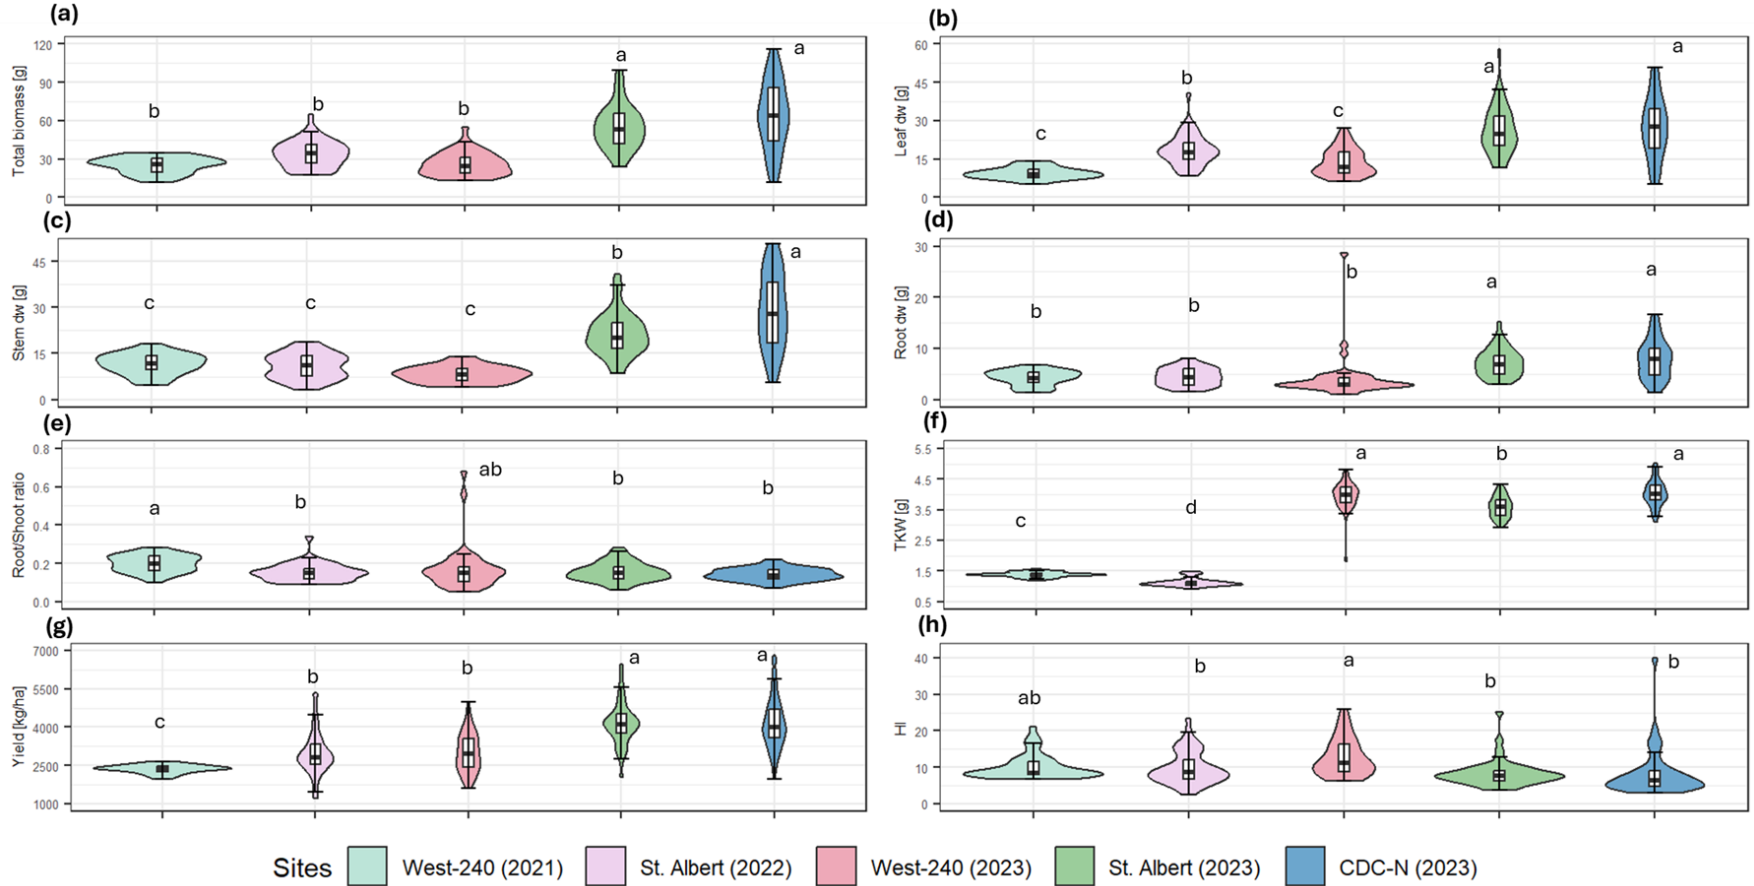 (a)
(b)
Total biomass [g]
120
90
60
30
0
b
b
b
a
a
Leaf dw [g]
60
45
30
15
0
c
b
c
a
a
(c)
(d)
Stem dw [g]
45
30
15
0
c
c
c
b
a
Root dw [g]
30
20
10
0
b
b
b
a
a
(e)
(f)
Root/Shoot ratio
0.8
0.6
0.4
0.2
0.0
a
b
ab
b
b
TKW [g]
5.5
4.5
3.5
2.5
1.5
0.5
c
d
a
b
a
(g)
(h)
Yield [kg/ha]
7000
5500
4000
2500
1000
c
b
b
a
a
HI
40
30
20
10
0
ab
b
a
b
b
Sites West-240 (2021) St. Albert (2022) West-240 (2023) St. Albert (2023) CDC-N (2023)